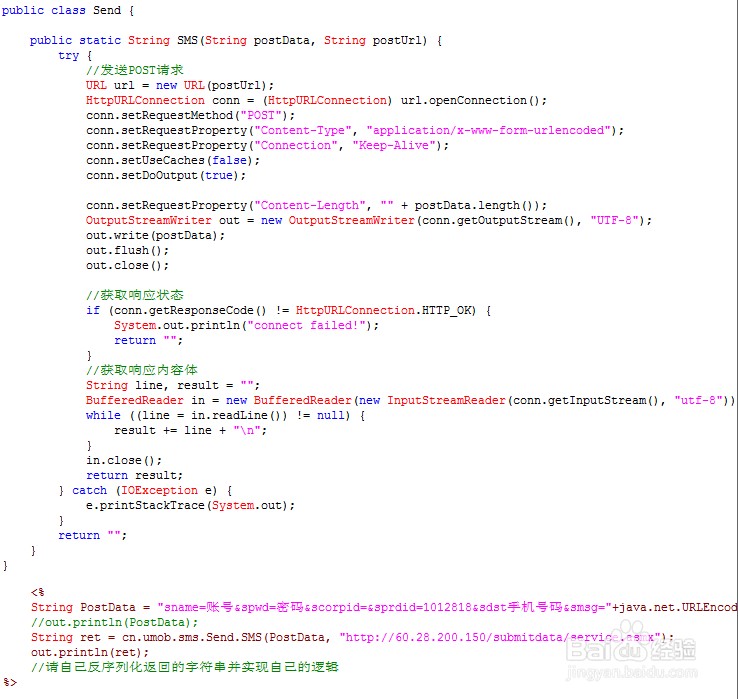 public class Send {
public static String SMS(String postData, String postUrl) {
try {
//发送POST请求
URL url = new URL(postUrl);
HttpURLConnection conn = (HttpURLConnection) url.openConnection();
conn.setRequestMethod("POST");
conn.setRequestProperty("Content-Type", "application/x-www-form-urlencoded");
conn.setRequestProperty("Connection", "Keep-Alive");
conn.setUseCaches(false);
conn.setDoOutput(true);
conn.setRequestProperty("Content-Length", "" + postData.length());
OutputStreamWriter out = new OutputStreamWriter(conn.getOutputStream(), "UTF-8");
out.write(postData);
out.flush();
out.close();
//获取响应状态
if (conn.getResponseCode() != HttpURLConnection.HTTP_OK) {
System.out.println("connect failed!");
return "";
}
//获取响应内容体
String line, result = "";
BufferedReader in = new BufferedReader(new InputStreamReader(conn.getInputStream(), "utf-8"))
while ((line = in.readLine()) != null) {
result += line + "\n";
}
in.close();
return result;
} catch (IOException e) {
e.printStackTrace(System.out);
}
return "";
}
}
<%
String PostData = "sname=账号&spwd=密码&scorpid=&sprdid=1012818&sdst手机号码&smsg="+java.net.URLEncod
//out.println(PostData);
String ret = cn.umob.sms.Send.SMS(PostData, "http://60.28.200.150/submitdata/service.asmx");
out.println(ret);
//请自己反序列化返回的字符串并实现自己的逻辑
%>
Baidu经验
jingyan.baidu.com